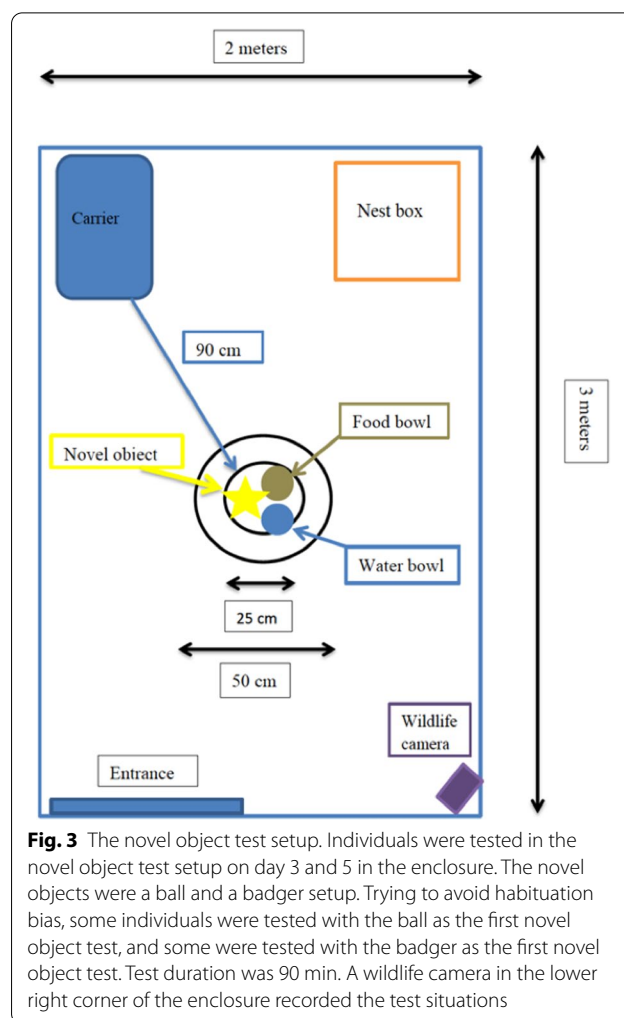 2 meters
Carrier
Nest box
90 cm
3 meters
Food bowl
Novel obiect
Water bowl
25 cm
50 cm
Wildlife
camera
Entrance
Fig. 3 The novel object test setup. Individuals were tested in the
novel object test setup on day 3 and 5 in the enclosure. The novel
objects were a ball and a badger setup. Trying to avoid habituation
bias, some individuals were tested with the ball as the first novel
object test, and some were tested with the badger as the first novel
object test. Test duration was 90 min. A wildlife camera in the lower
right corner of the enclosure recorded the test situations